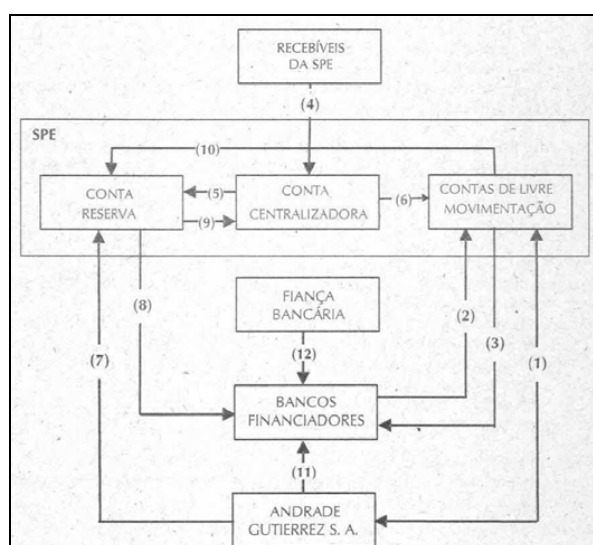 RECEBÍVEIS
DA SPE
(4)
SPE
(10)
CONTA
RESERVA
(5)
(9)
CONTA
CENTRALIZADORA
(6)
CONTAS DE LIVRE
MOVIMENTAÇÃO
(8)
(7)
FIANÇA
BANCÁRIA
(2)
(3)
(1)
(12)
BANCOS
FINANCIADORES
(11)
ANDRADE
GUTIERREZ S. A.